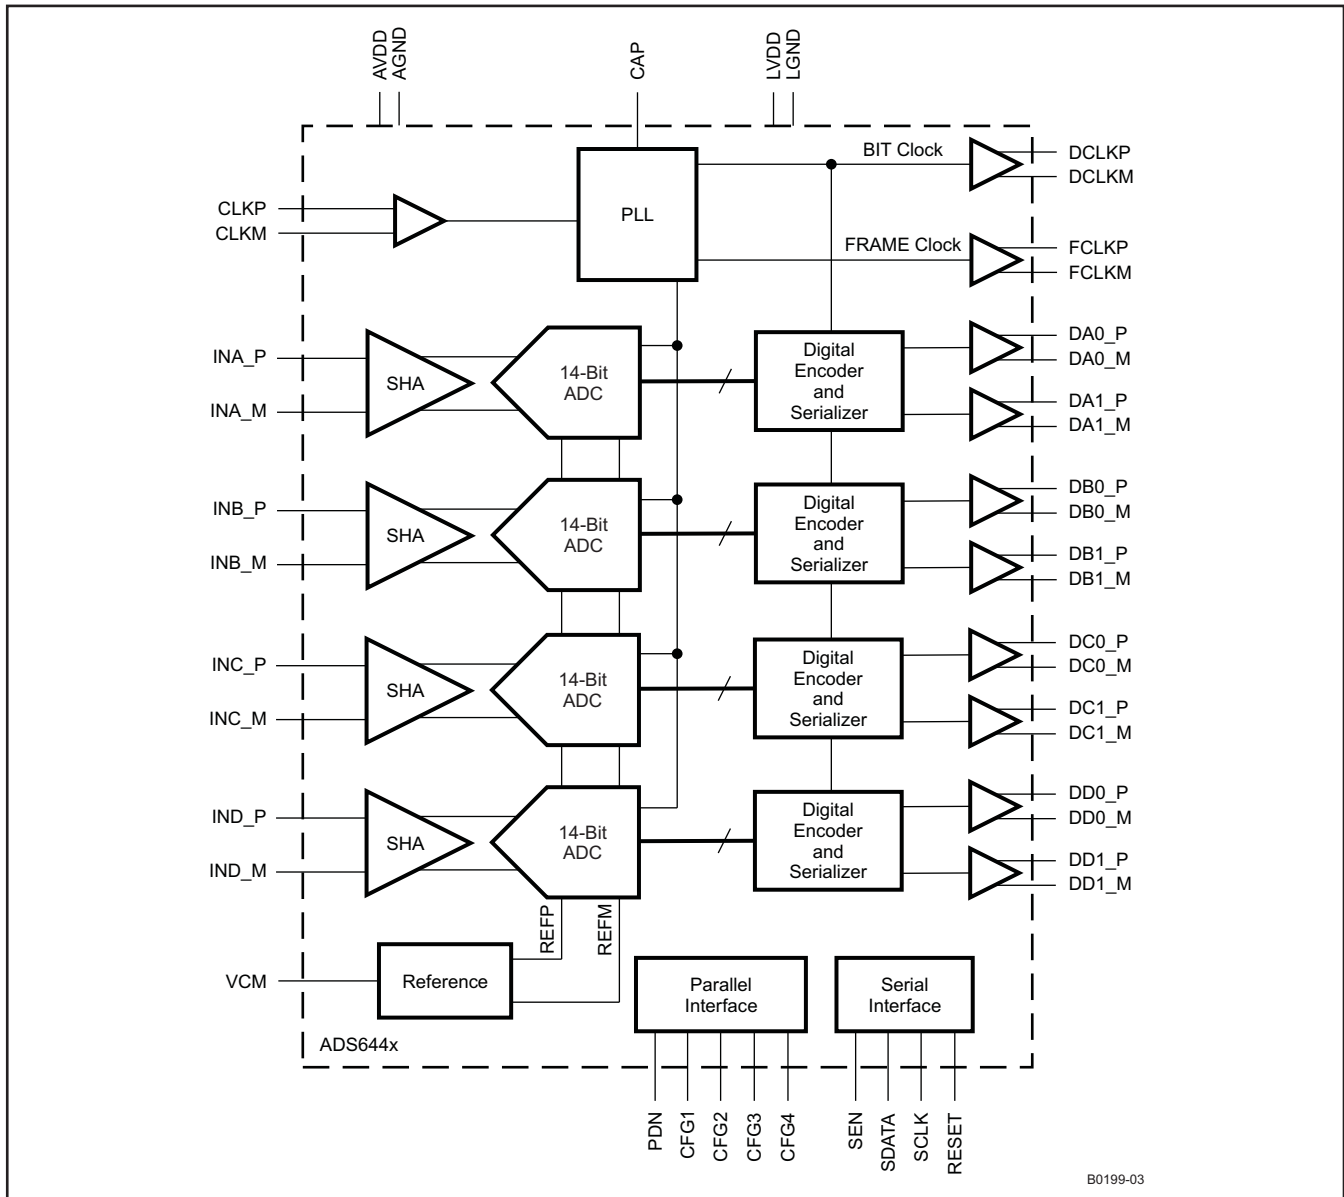 AVDD
AGND
CAP
LVDD
LGND
BIT Clock
DCLKP
DCLKM
CLKP
CLKM
PLL
FRAME Clock
FCLKP
FCLKM
INA_P
INA_M
SHA
14-Bit
ADC
Digital
Encoder
and
Serializer
DA0_P
DA0_M
DA1_P
DA1_M
INB_P
INB_M
SHA
14-Bit
ADC
Digital
Encoder
and
Serializer
DB0_P
DB0_M
DB1_P
DB1_M
INC_P
INC_M
SHA
14-Bit
ADC
Digital
Encoder
and
Serializer
DC0_P
DC0_M
DC1_P
DC1_M
IND_P
IND_M
SHA
14-Bit
ADC
Digital
Encoder
and
Serializer
DD0_P
DD0_M
DD1_P
DD1_M
REFP
REFM
VCM
Reference
Parallel
Interface
Serial
Interface
ADS644x
PDN
CFG1
CFG2
CFG3
CFG4
SEN
SDATA
SCLK
RESET
B0199-03